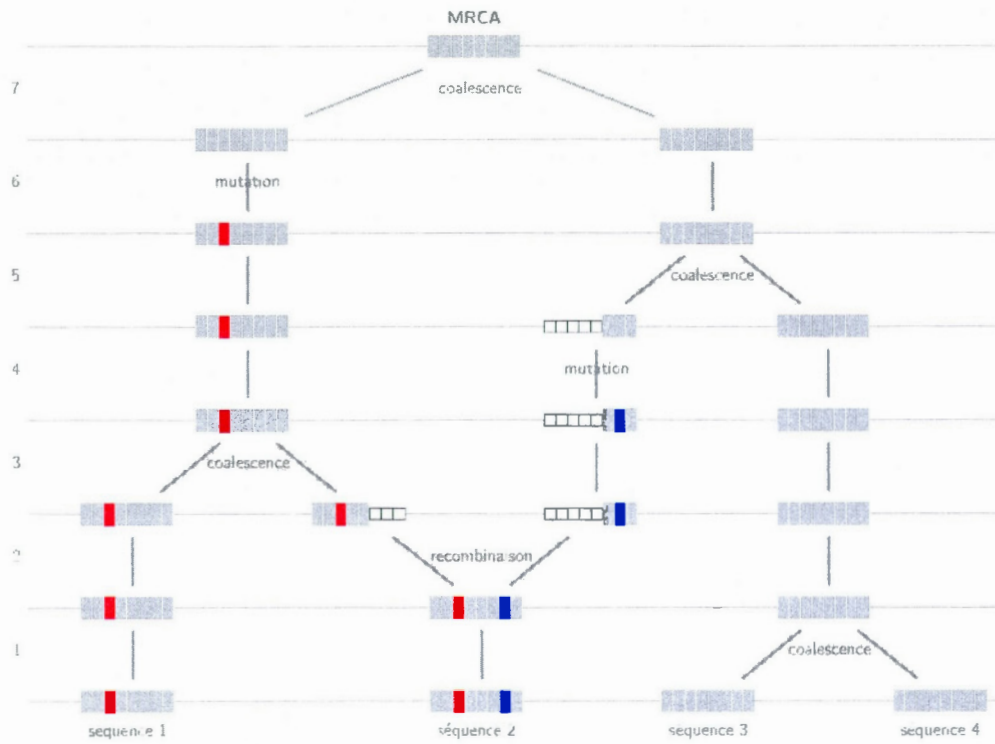 MRCA
7
coalescence
6
mutation
5
coalescence
4
mutation
3
coalescence
2
recombinaison
1
coalescence
sequence 1
séquence 2
sequence 3
sequence 4